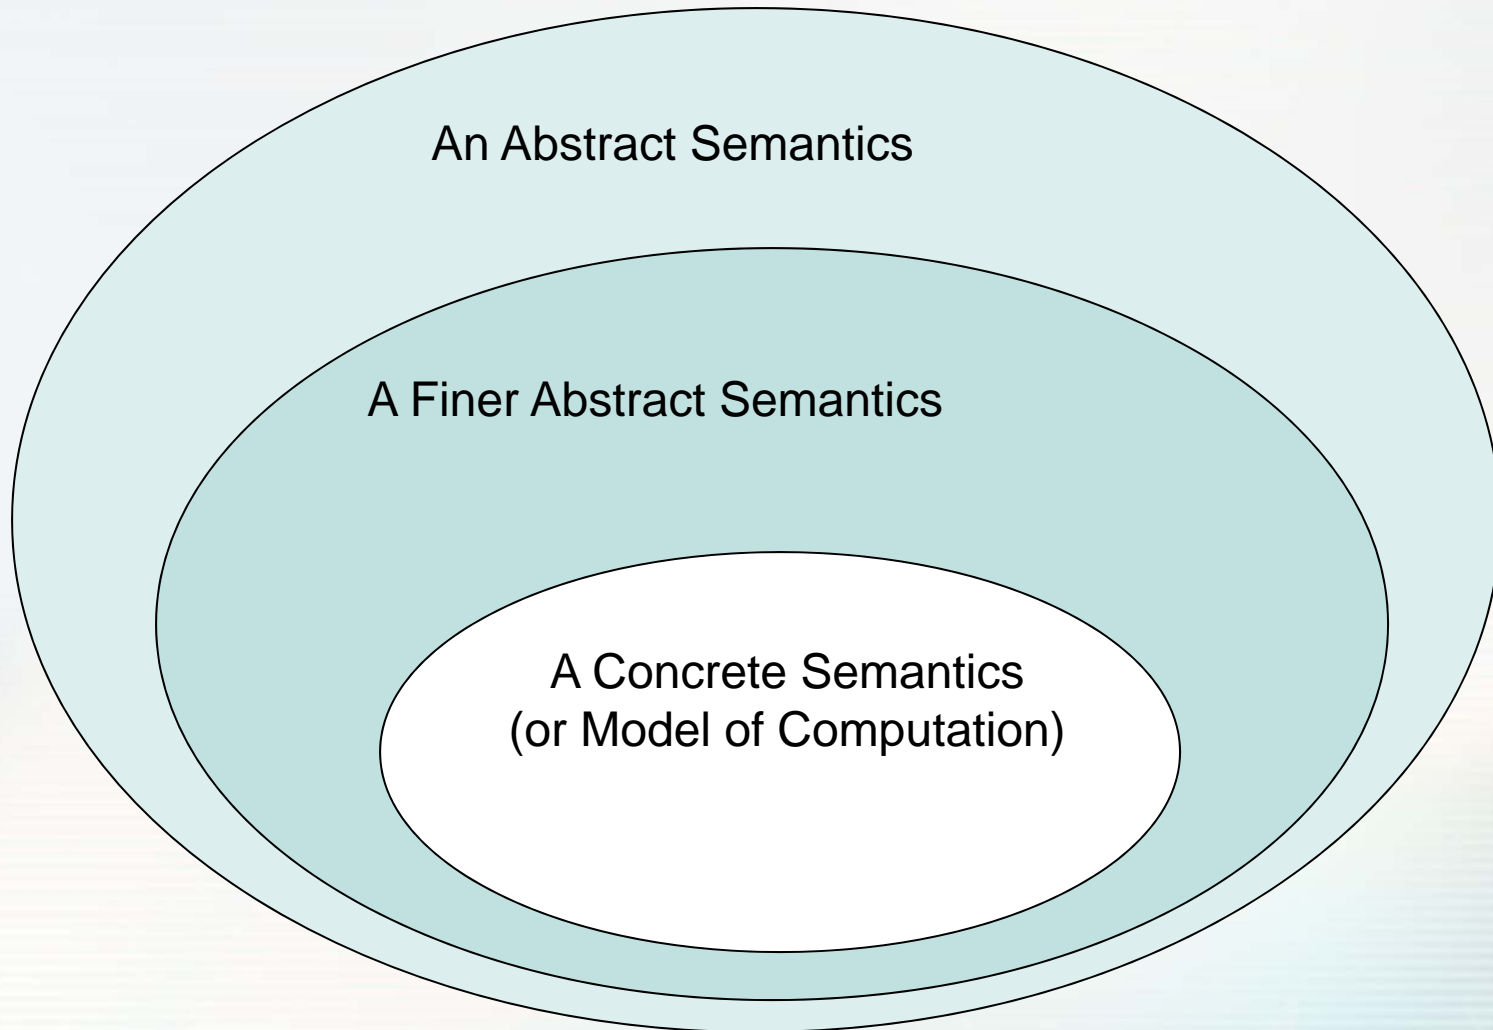 An Abstract Semantics
A Finer Abstract Semantics
A Concrete Semantics
(or Model of Computation)